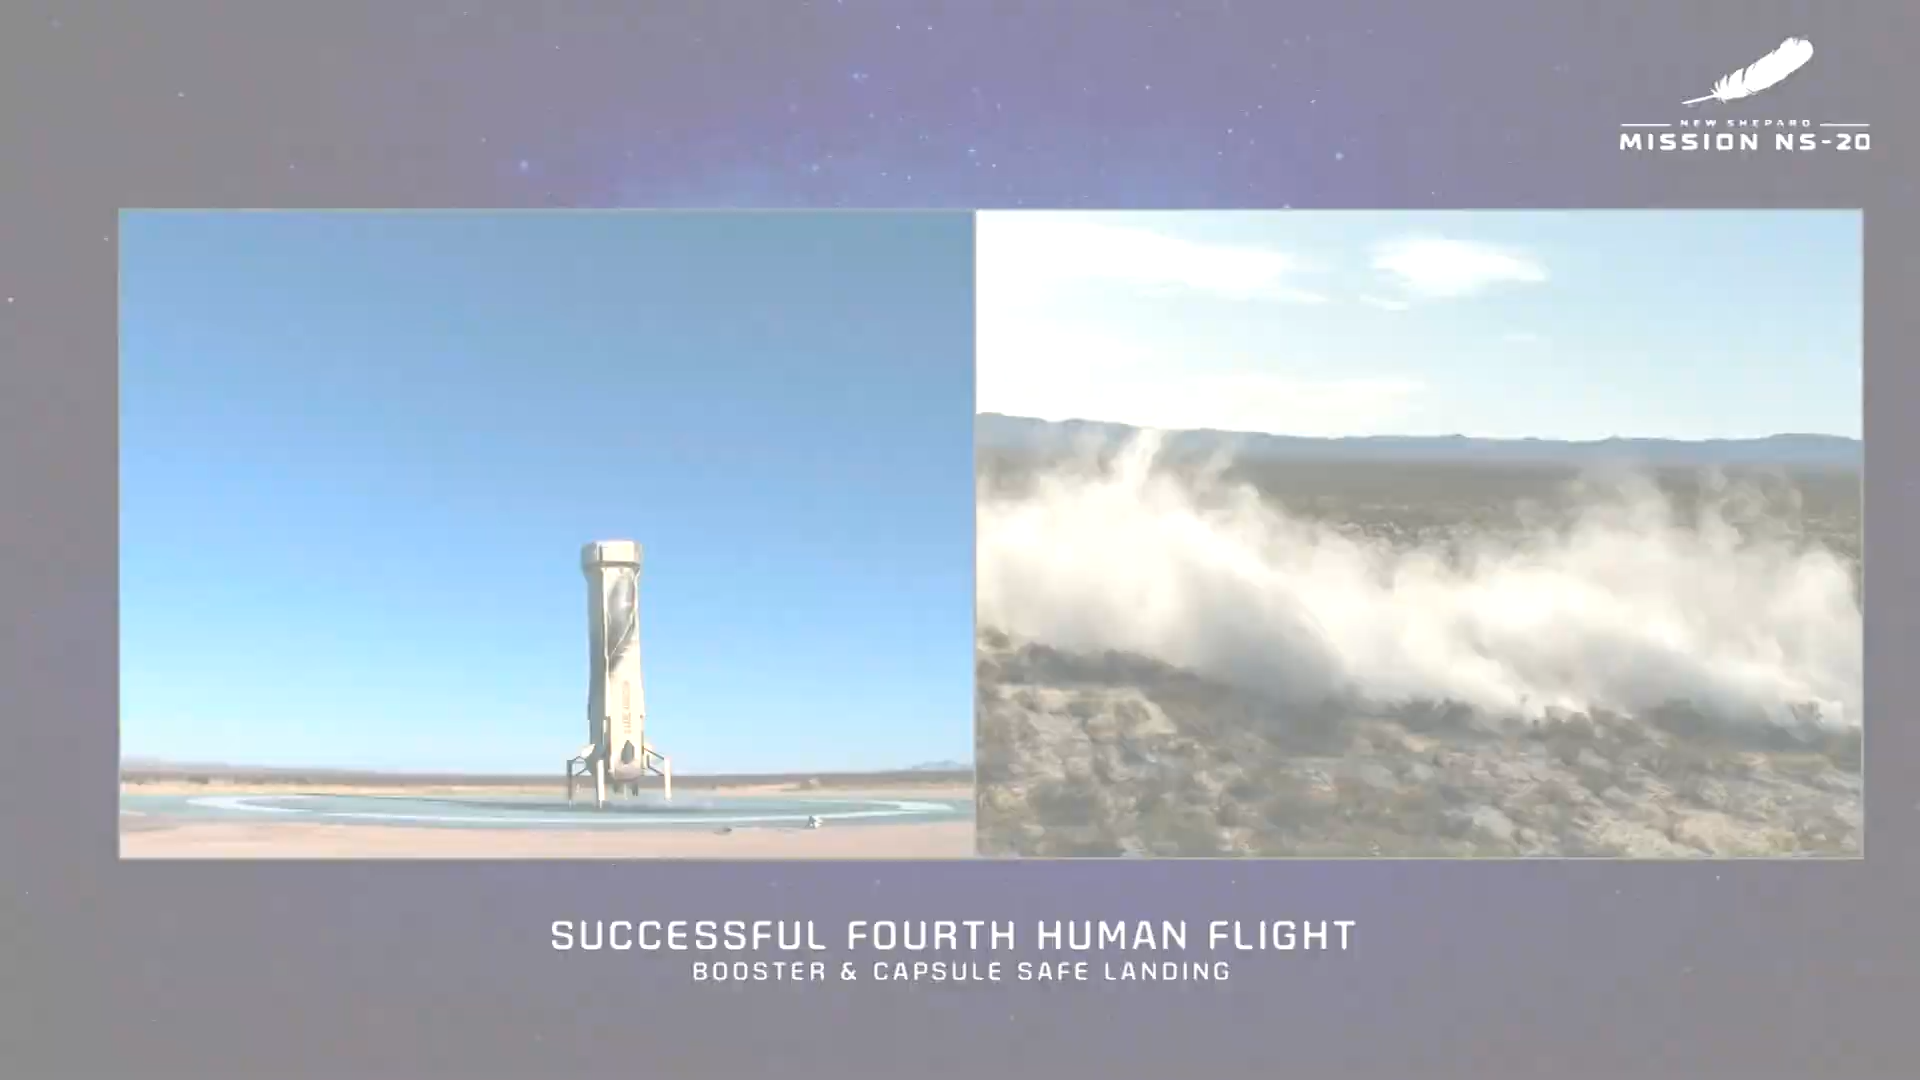 NEW SHEPARD
MISSION NS-20
SUCCESSFUL FOURTH HUMAN FLIGHT
BOOSTER & CAPSULE SAFE LANDING